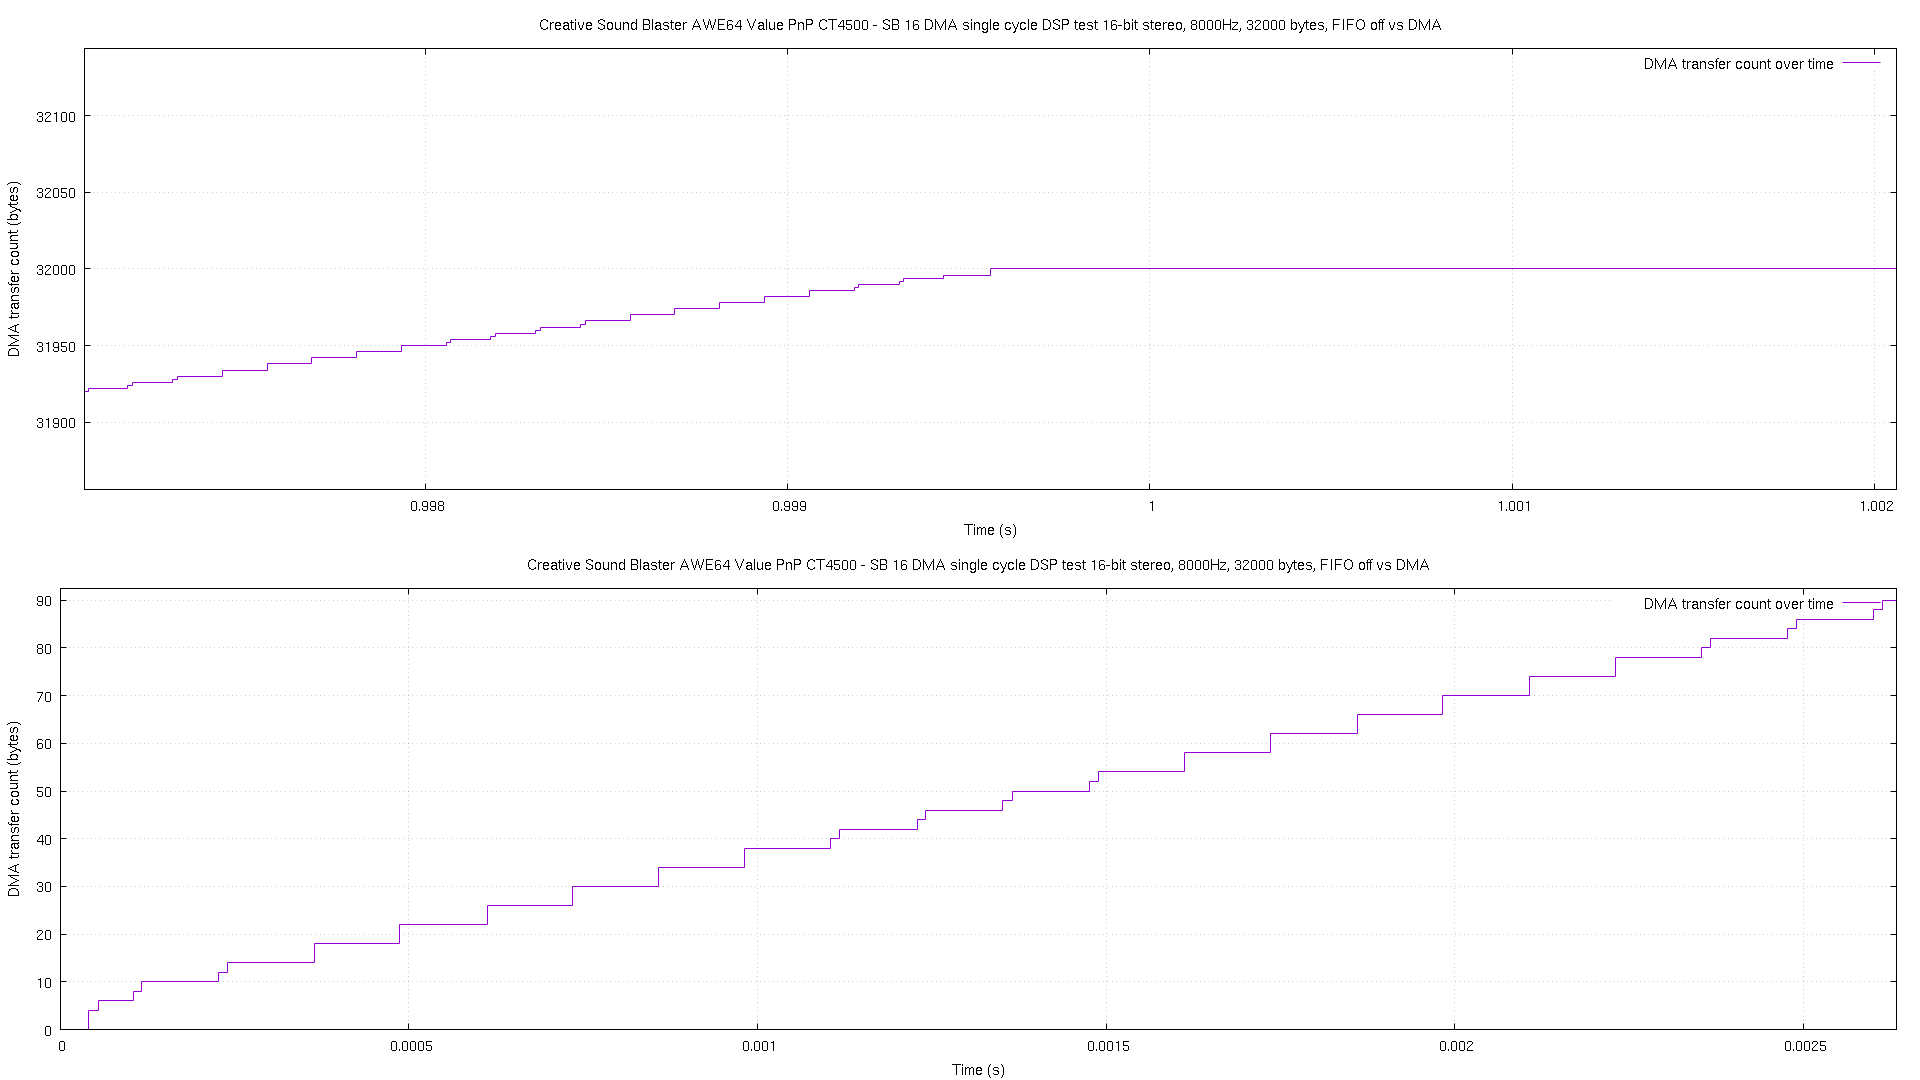 Creative Sound Blaster AWE64 Value PnP CT4500 - SB 16 DMA single cycle DSP test 16-bit stereo, 8000Hz, 32000 bytes, FIFO off vs DMA
DMA transfer count over time
32100
32050
32000
31950
31900
DMA transfer count (bytes)
0.998 0.999 1 1.001 1.002
Time (s)
Creative Sound Blaster AWE64 Value PnP CT4500 - SB 16 DMA single cycle DSP test 16-bit stereo, 8000Hz, 32000 bytes, FIFO off vs DMA
DMA transfer count over time
90
80
70
60
50
40
30
20
10
0
DMA transfer count (bytes)
0 0.0005 0.001 0.0015 0.002 0.0025
Time (s)